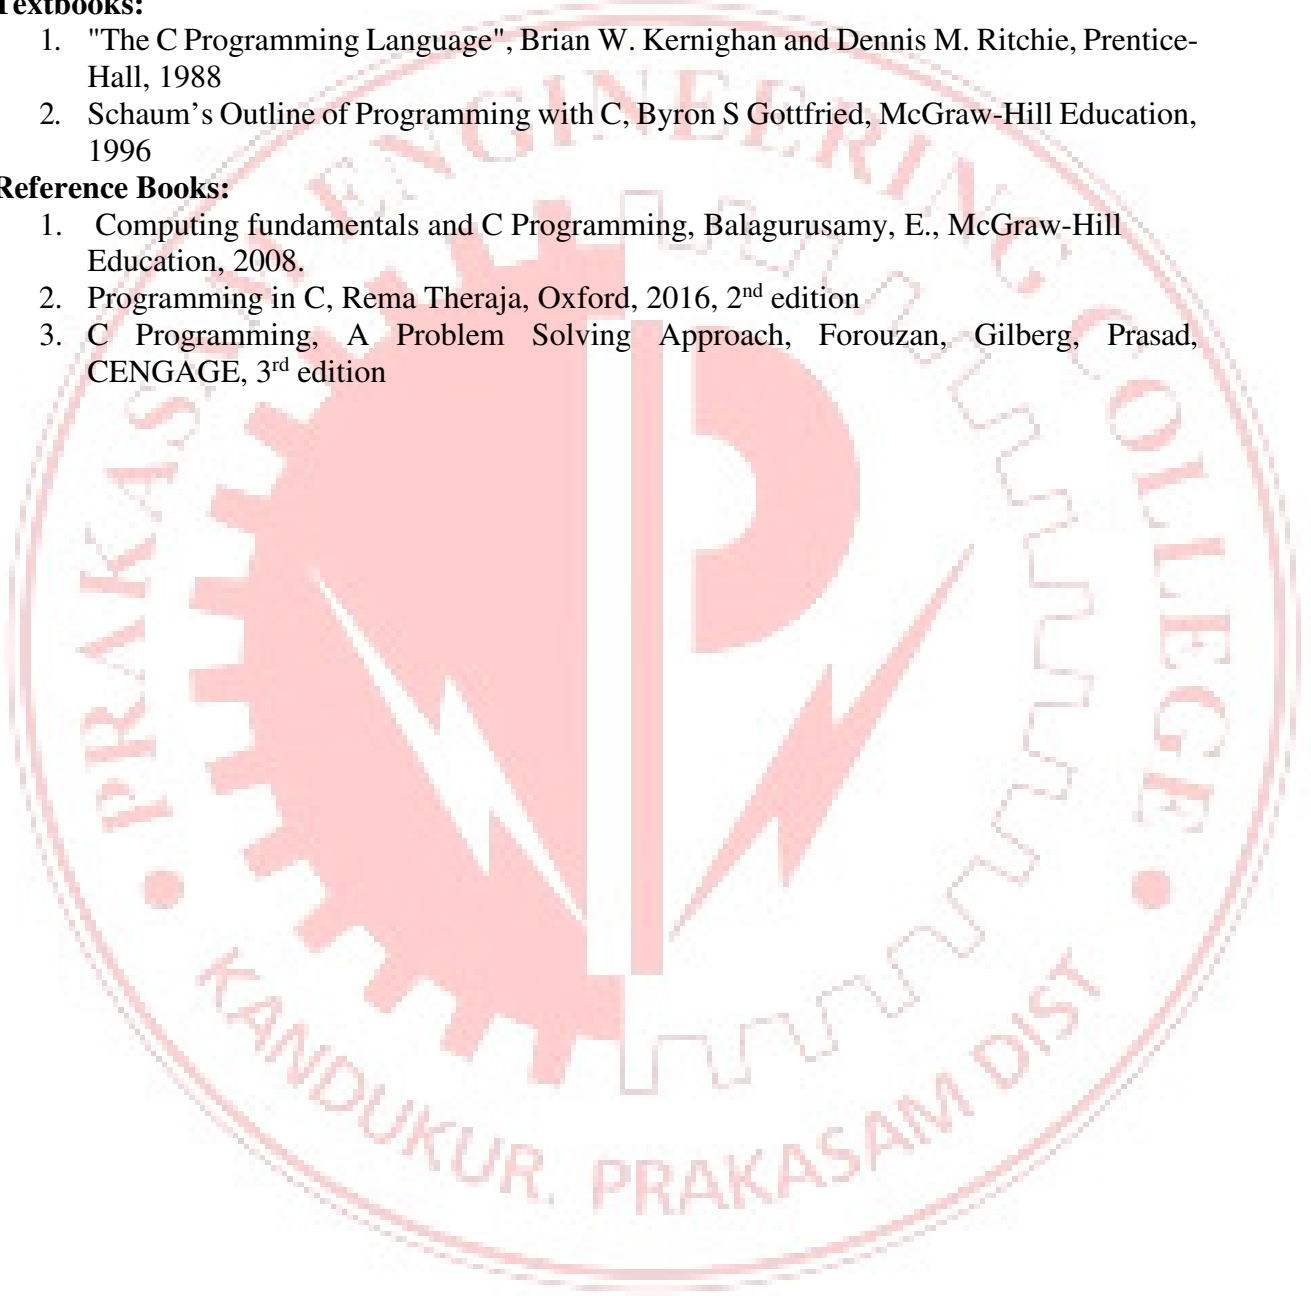 Textbooks:
1. "The C Programming Language", Brian W. Kernighan and Dennis M. Ritchie, Prentice-
Hall, 1988
2. Schaum’s Outline of Programming with C, Byron S Gottfried, McGraw-Hill Education,
1996
Reference Books:
1. Computing fundamentals and C Programming, Balagurusamy, E., McGraw-Hill
Education, 2008.
2. Programming in C, Rema Theraja, Oxford, 2016, 2nd edition
3. C Programming, A Problem Solving Approach, Forouzan, Gilberg, Prasad,
CENGAGE, 3rd edition
PRAKASAM ENGINEERING COLLEGE
KANDUKUR. PRAKASAM DIST